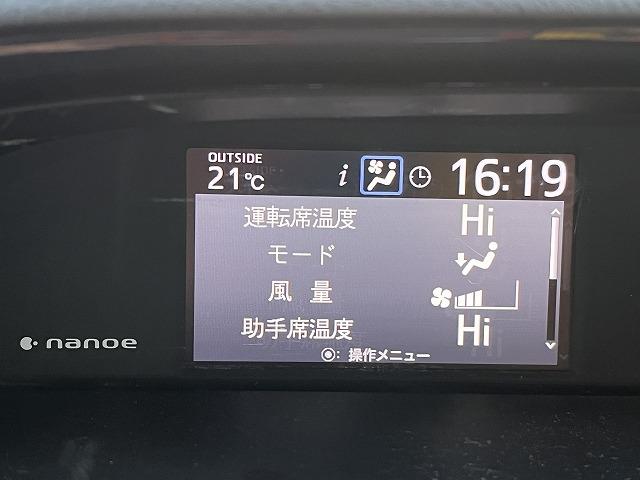 OUTSIDE
21℃ i 16:19
運転席温度 Hi
モード
風量
助手席温度 Hi
: 操作メニュー
nanoe